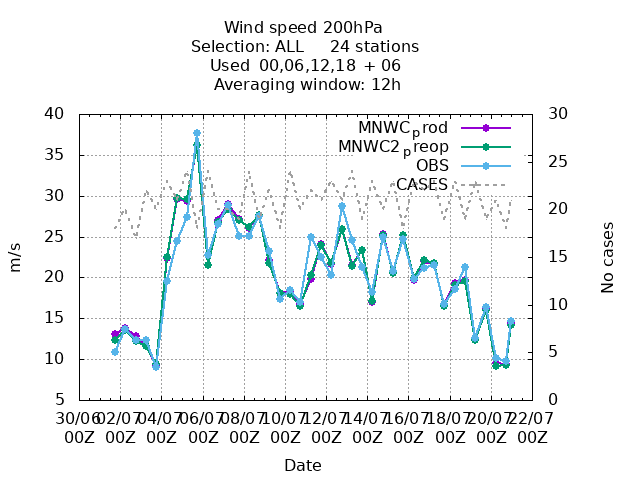 Wind speed 200hPa
Selection: ALL 24 stations
Used 00,06,12,18 + 06
Averaging window: 12h
40 30
MNWCprod
MNWC2preop
OBS
CASES
35 25
30 20
25 15
20 10
15 5
10 0
5
m/s
No cases
30/06 02/07 04/07 06/07 08/07 10/07 12/07 14/07 16/07 18/07 20/07 22/07
00Z 00Z 00Z 00Z 00Z 00Z 00Z 00Z 00Z 00Z 00Z 00Z
Date